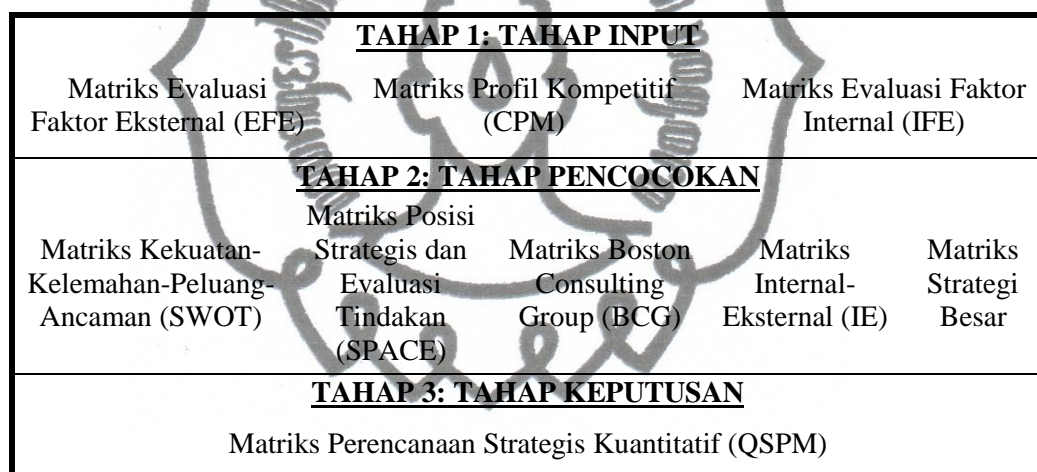 TAHAP 1: TAHAP INPUT
Matriks Evaluasi
Faktor Eksternal (EFE)
Matriks Profil Kompetitif
(CPM)
Matriks Evaluasi Faktor
Internal (IFE)
TAHAP 2: TAHAP PENCOCOKAN
Matriks Kekuatan-
Kelemahan-Peluang-
Ancaman (SWOT)
Matriks Posisi
Strategis dan
Evaluasi
Tindakan
(SPACE)
Matriks Boston
Consulting
Group (BCG)
Matriks
Internal-
Eksternal (IE)
Matriks
Strategi
Besar
TAHAP 3: TAHAP KEPUTUSAN
Matriks Perencanaan Strategis Kuantitatif (QSPM)